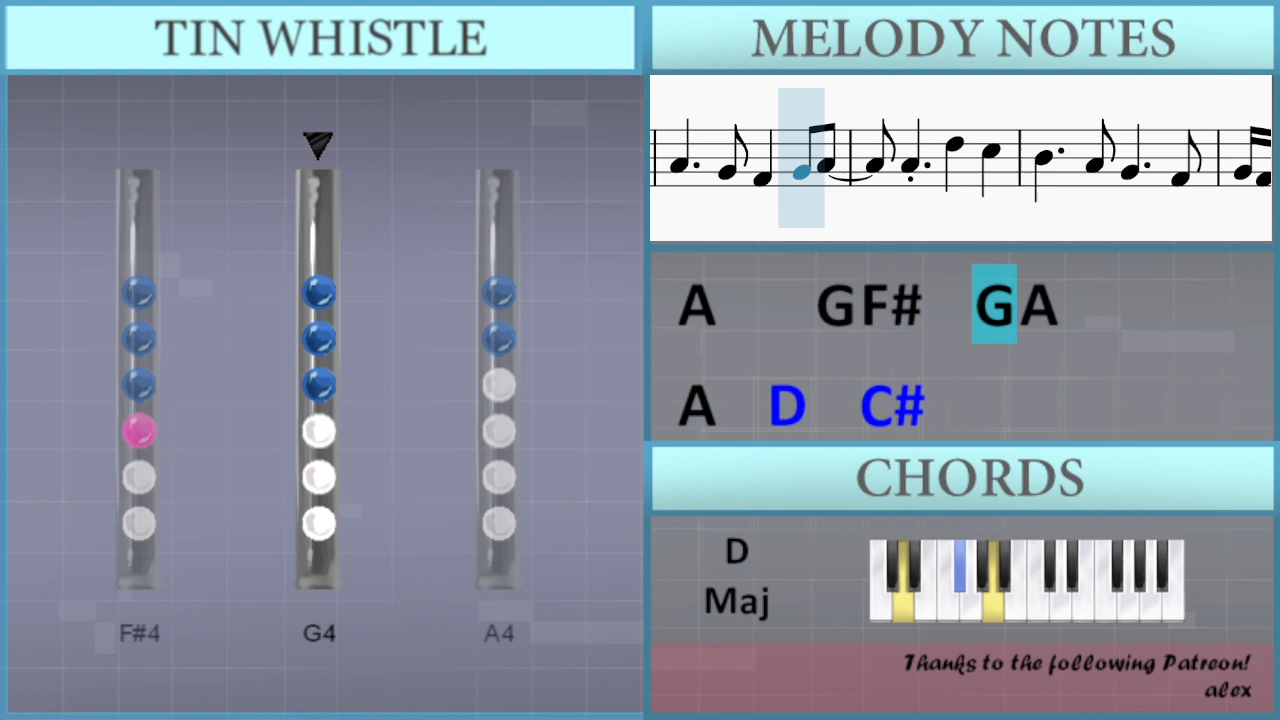 TIN WHISTLE
F#4 G4 A4
MELODY NOTES
A GF# GA
A D C#
CHORDS
D
Maj
Thanks to the following Patreon!
alex